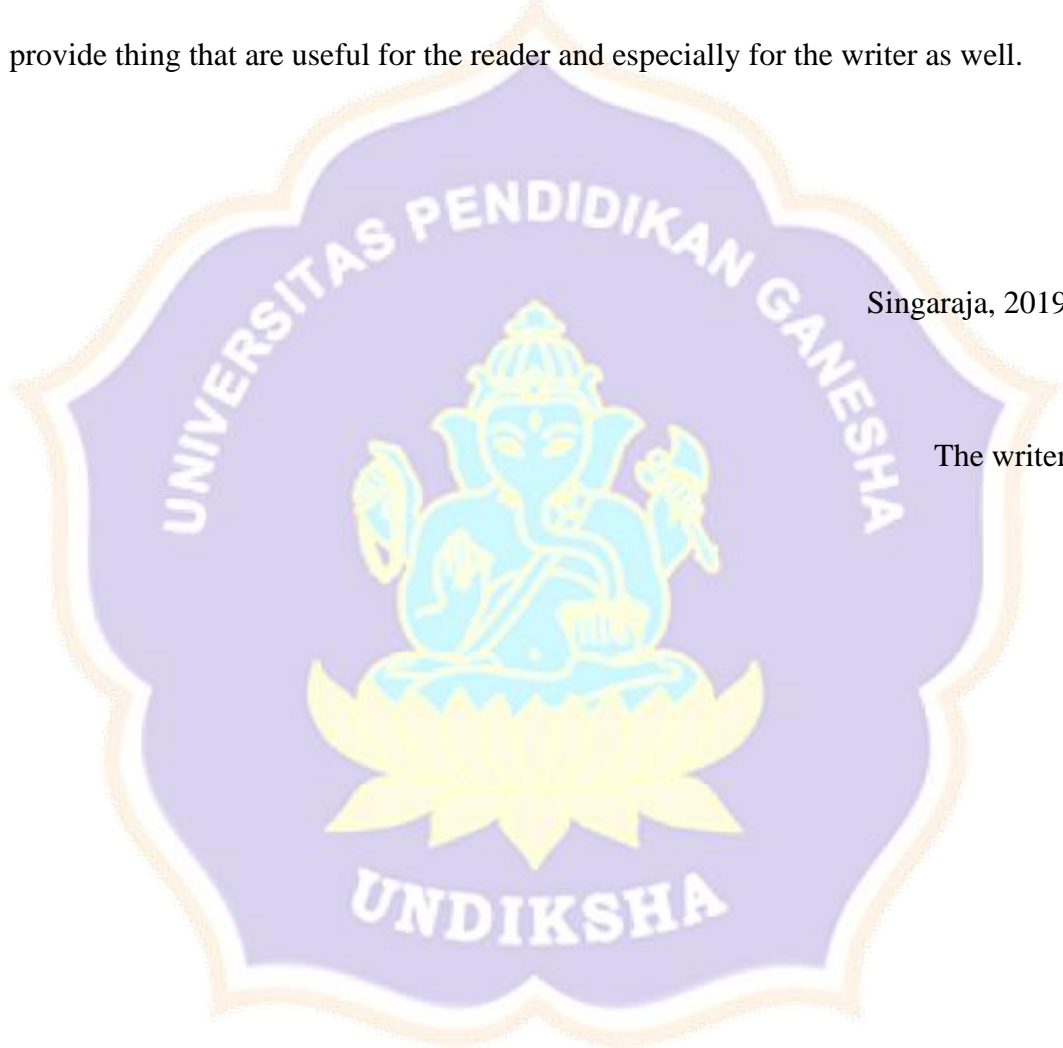 provide thing that are useful for the reader and especially for the writer as well.
UNIVERSITAS PENDIDIKAN GANESHA
Singaraja, 2019
The writer
UNDIKSHA